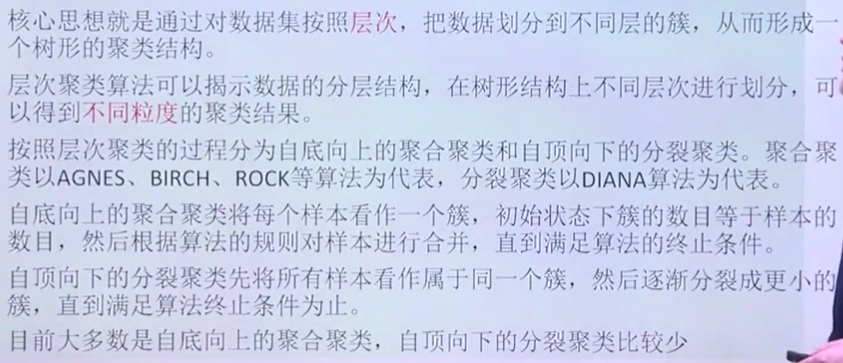 核心思想就是通过对数据集按照层次，把数据划分到不同层的簇，从而形成一
个树形的聚类结构。
层次聚类算法可以揭示数据的分层结构，在树形结构上不同层次进行划分，可
以得到不同粒度的聚类结果。
按照层次聚类的过程分为自底向上的聚合聚类和自顶向下的分裂聚类。聚合聚
类以AGNES、BIRCH、ROCK等算法为代表，分裂聚类以DIANA算法为代表。
自底向上的聚合聚类将每个样本看作一个簇，初始状态下簇的数目等于样本的
数目，然后根据算法的规则对样本进行合并，直到满足算法的终止条件。
自顶向下的分裂聚类先将所有样本看作属于同一个簇，然后逐渐分裂成更小的
簇，直到满足算法终止条件为止。
目前大多数是自底向上的聚合聚类，自顶向下的分裂聚类比较少